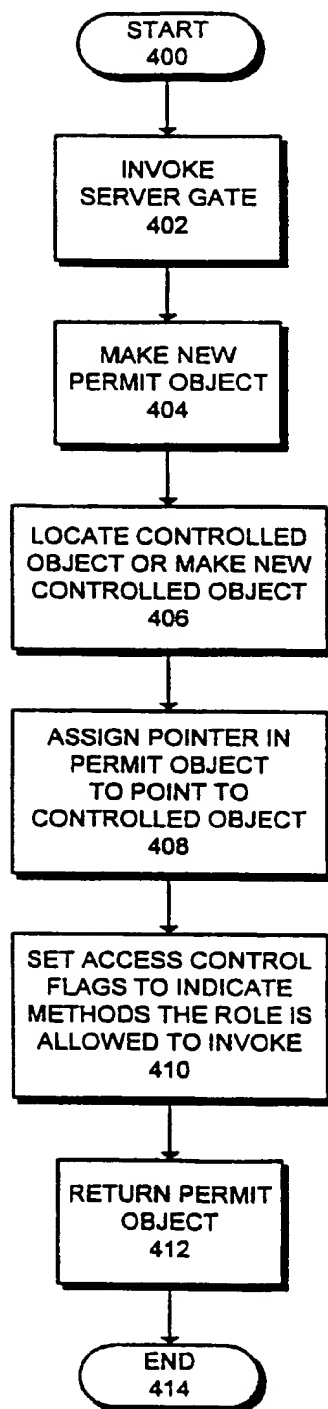 START
400
INVOKE
SERVER GATE
402
MAKE NEW
PERMIT OBJECT
404
LOCATE CONTROLLED
OBJECT OR MAKE NEW
CONTROLLED OBJECT
406
ASSIGN POINTER IN
PERMIT OBJECT
TO POINT TO
CONTROLLED OBJECT
408
SET ACCESS CONTROL
FLAGS TO INDICATE
METHODS THE ROLE IS
ALLOWED TO INVOKE
410
RETURN PERMIT
OBJECT
412
END
414